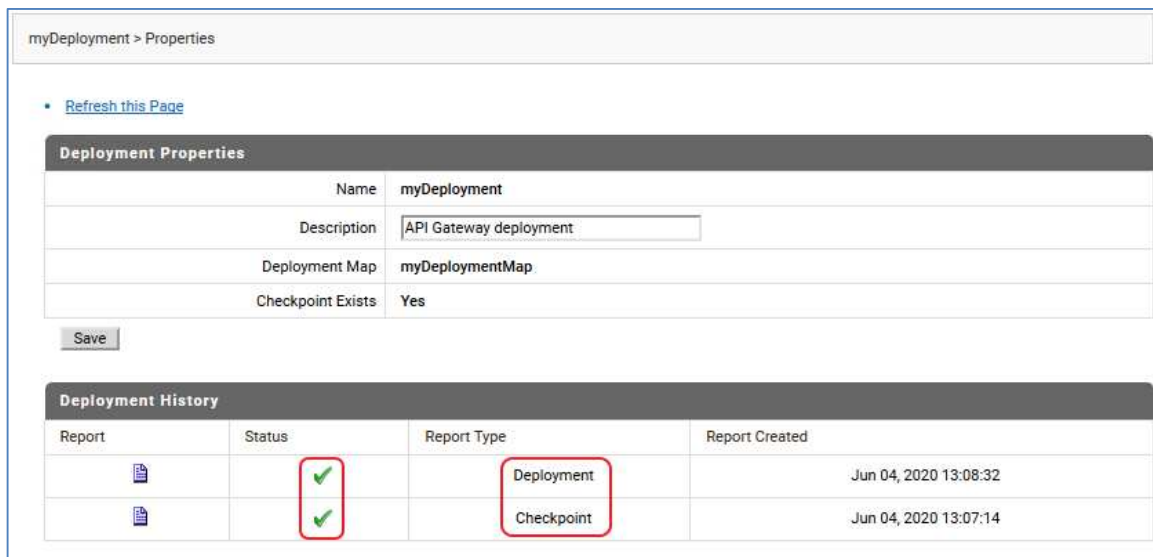 myDeployment > Properties
Refresh this Page
Deployment Properties
Name myDeployment
Description API Gateway deployment
Deployment Map myDeploymentMap
Checkpoint Exists Yes
Save
Deployment History
Report Status Report Type Report Created
Deployment Jun 04, 2020 13:08:32
Checkpoint Jun 04, 2020 13:07:14